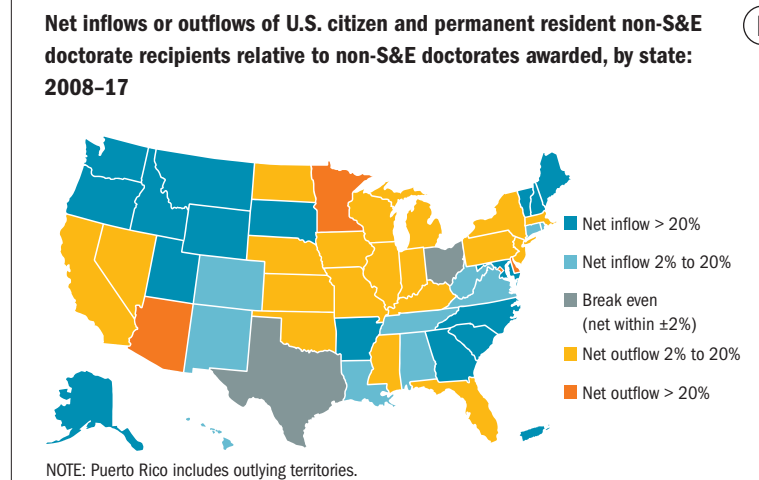 Net inflows or outflows of U.S. citizen and permanent resident non-S&E
doctorate recipients relative to non-S&E doctorates awarded, by state:
2008–17
Net inflow > 20%
Net inflow 2% to 20%
Break even
(net within ±2%)
Net outflow 2% to 20%
Net outflow > 20%
NOTE: Puerto Rico includes outlying territories.